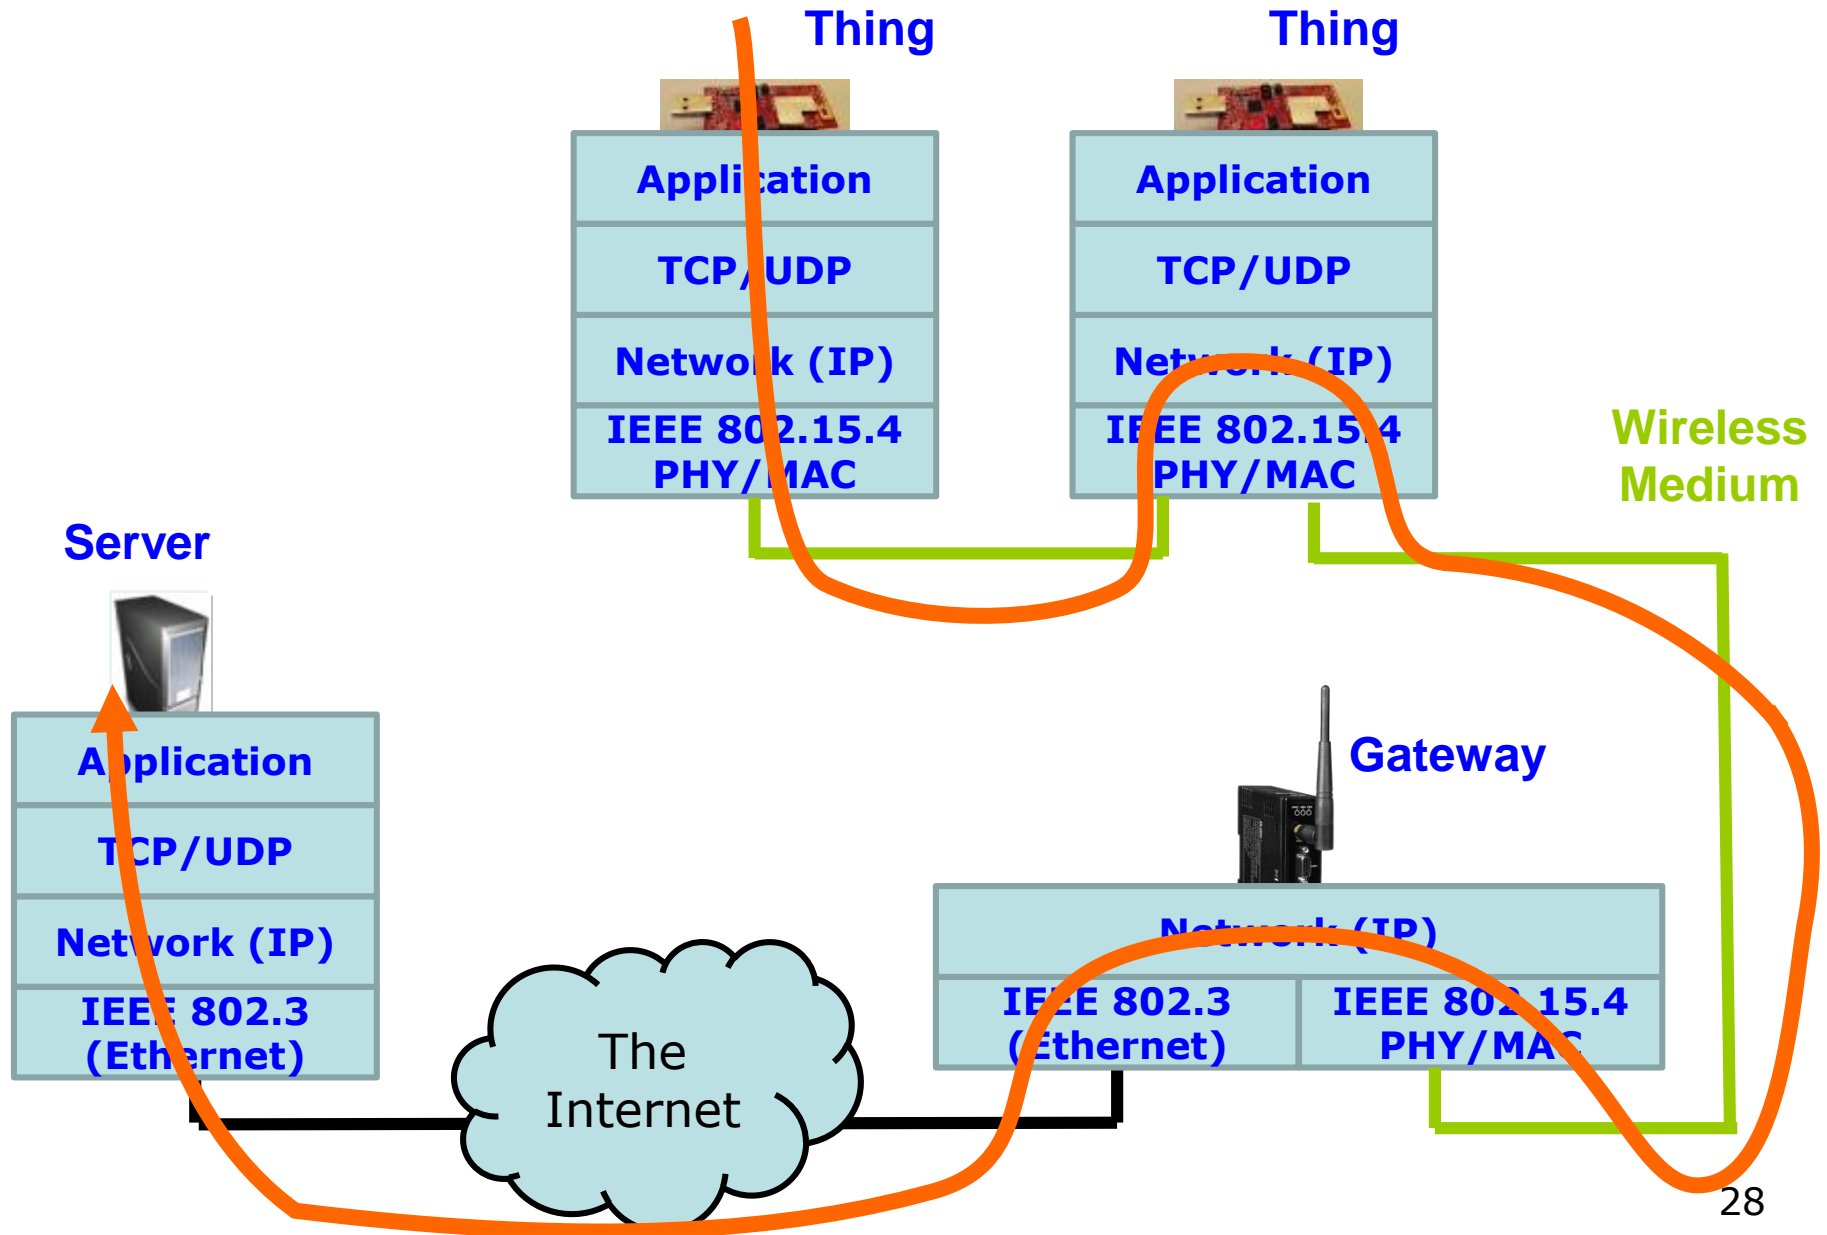 Thing
Thing
Application
TCP/UDP
Network (IP)
IEEE 802.15.4
PHY/MAC
Application
TCP/UDP
Network (IP)
IEEE 802.15.4
PHY/MAC
Wireless
Medium
Server
Application
TCP/UDP
Network (IP)
IEEE 802.3
(Ethernet)
The
Internet
Gateway
Network (IP)
IEEE 802.3
(Ethernet)
IEEE 802.15.4
PHY/MAC
28